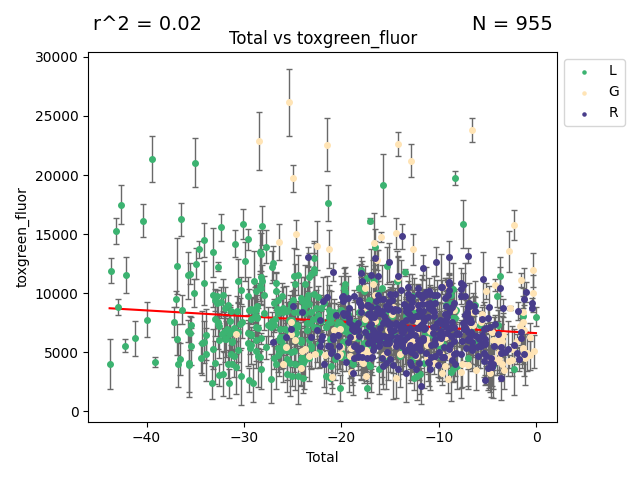 r^2 = 0.02
N = 955
Total vs toxgreen_fluor
30000
25000
20000
15000
10000
5000
0
toxgreen_fluor
−40
−30
−20
−10
0
Total
L
G
R